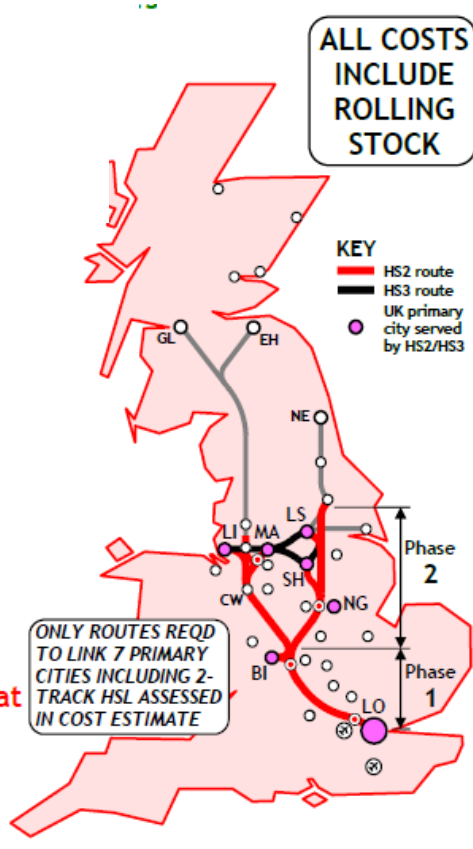 ALL COSTS
INCLUDE
ROLLING
STOCK
KEY
HS2 route
HS3 route
UK primary
city served
by HS2/HS3
GL
EH
NE
LS
LI
MA
SH
CW
NG
BI
LO
Phase
2
Phase
1
ONLY ROUTES REQD
TO LINK 7 PRIMARY
CITIES INCLUDING 2-
TRACK HSL ASSESSED
IN COST ESTIMATE
at